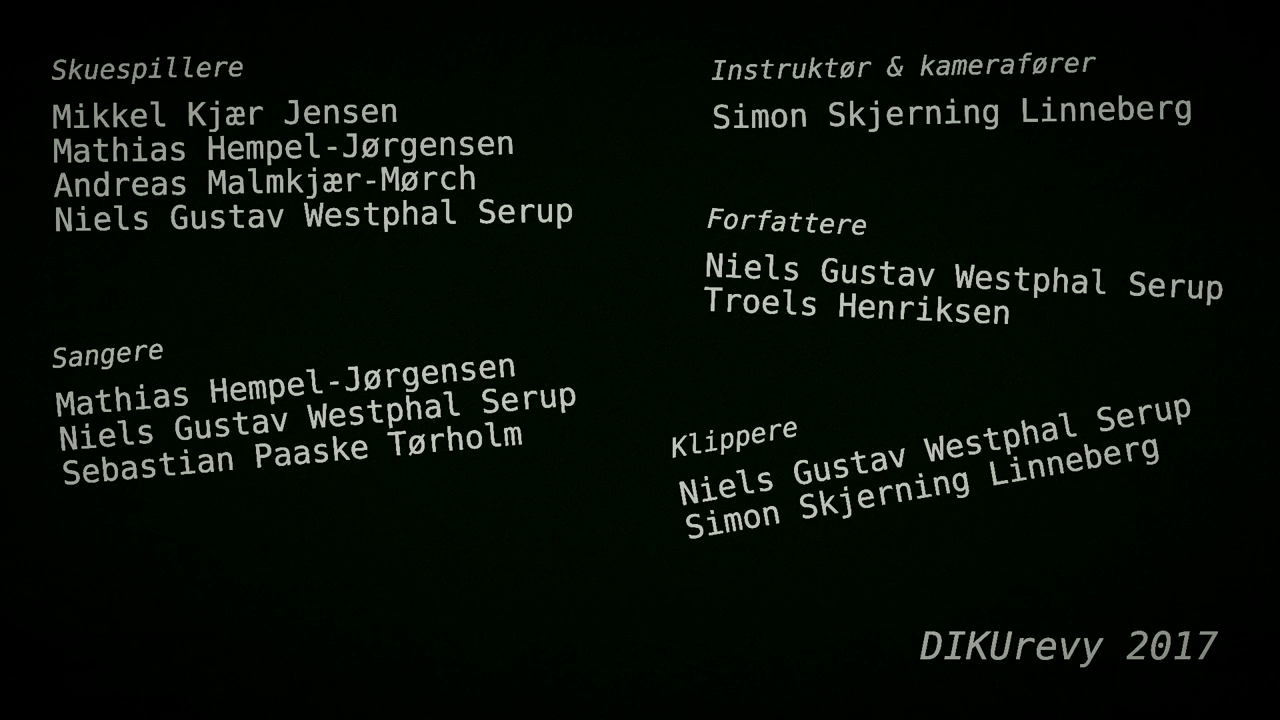 Skuespillere
Mikkel Kjær Jensen
Mathias Hempel-Jørgensen
Andreas Malmkjær-Mørch
Niels Gustav Westphal Serup
Sangere
Mathias Hempel-Jørgensen
Niels Gustav Westphal Serup
Sebastian Paaske Tørholm
Instruktør & kamerafører
Simon Skjerning Linneberg
Forfattere
Niels Gustav Westphal Serup
Troels Henriksen
Klippere
Niels Gustav Westphal Serup
Simon Skjerning Linneberg
DIKUrevy 2017